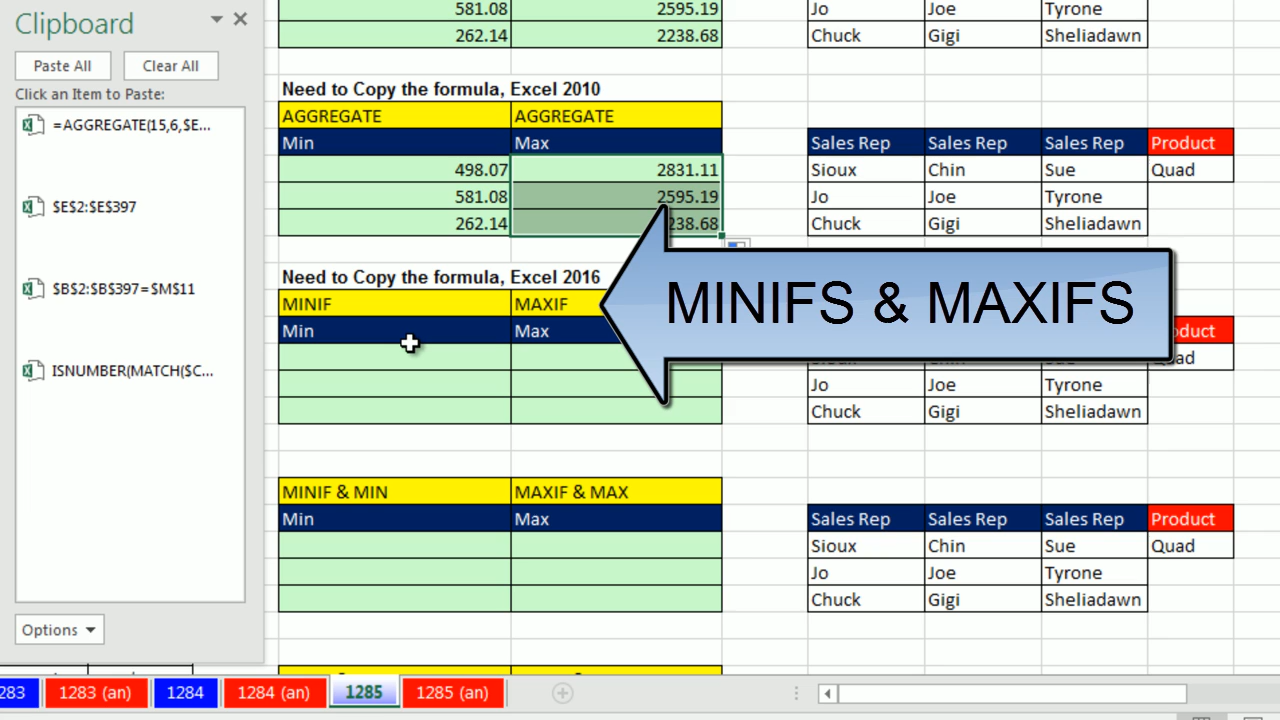 Clipboard
Paste All Clear All
Click an Item to Paste:
=AGGREGATE(15,6,$E...
$E$2:$E$397
$B$2:$B$397=$M$11
ISNUMBER(MATCH($C...
Options
581.08 2595.19 Jo Joe Tyrone
262.14 2238.68 Chuck Gigi Sheliadawn
Need to Copy the formula, Excel 2010
AGGREGATE AGGREGATE
Min Max Sales Rep Sales Rep Sales Rep Product
498.07 2831.11 Sioux Chin Sue Quad
581.08 2595.19 Jo Joe Tyrone
262.14 238.68 Chuck Gigi Sheliadawn
Need to Copy the formula, Excel 2016
MINIFS & MAXIFS
MINIF MAXIF
Min Max duct
ad
Jo Joe Tyrone
Chuck Gigi Sheliadawn
MINIF & MIN MAXIF & MAX
Min Max Sales Rep Sales Rep Sales Rep Product
Sioux Chin Sue Quad
Jo Joe Tyrone
Chuck Gigi Sheliadawn
283 1283 (an) 1284 1284 (an) 1285 1285 (an)